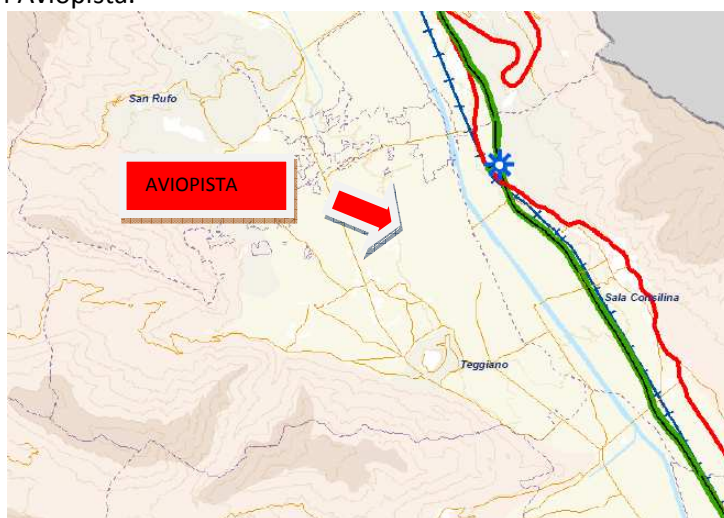 l'Aviopista.
San Rufo
AVIOPISTA
Sala Consilina
Teggiano